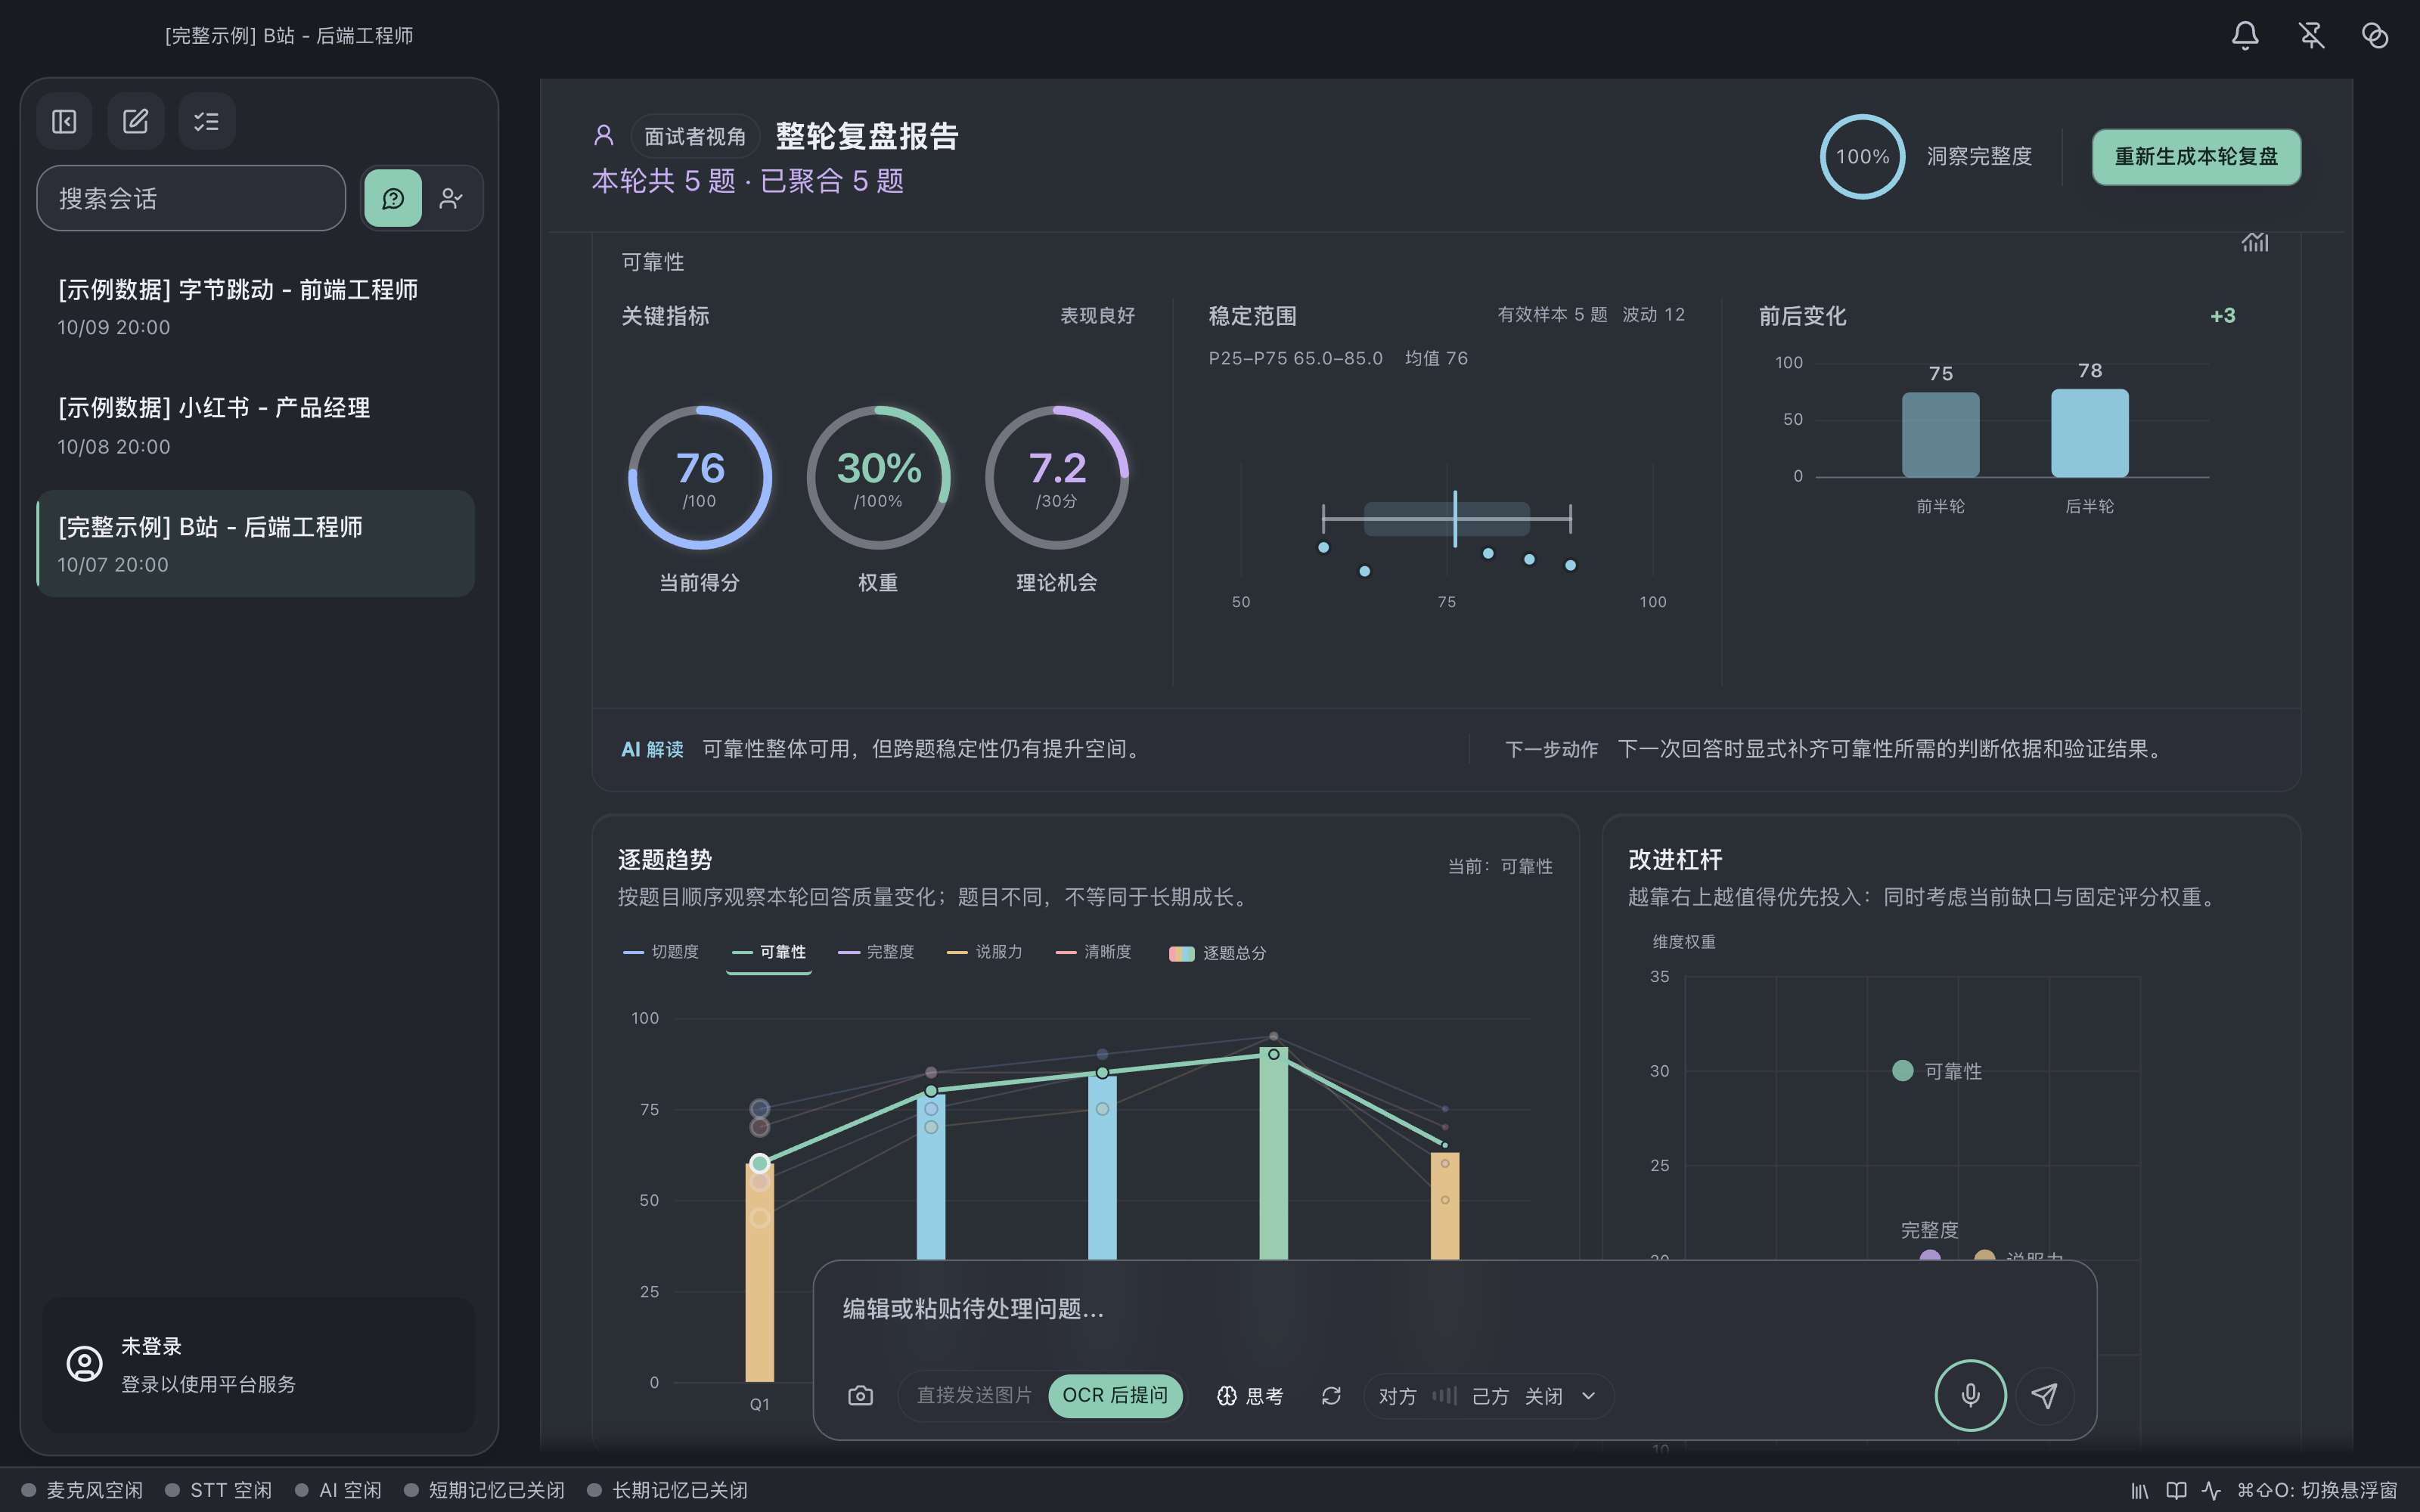 [完整示例] B站 - 后端工程师
搜索会话
[示例数据] 字节跳动 - 前端工程师
10/09 20:00
[示例数据] 小红书 - 产品经理
10/08 20:00
[完整示例] B站 - 后端工程师
10/07 20:00
未登录
登录以使用平台服务
面试者视角 整轮复盘报告
本轮共 5 题 · 已聚合 5 题
100% 洞察完整度
重新生成本轮复盘
可靠性
关键指标 表现良好
76
/100
当前得分
30%
/100%
权重
7.2
/30分
理论机会
稳定范围 有效样本 5 题 波动 12
P25–P75 65.0–85.0 均值 76
50 75 100
前后变化 +3
100
50
0
75 78
前半轮 后半轮
AI 解读 可靠性整体可用，但跨题稳定性仍有提升空间。
下一步动作 下一次回答时显式补齐可靠性所需的判断依据和验证结果。
逐题趋势
当前：可靠性
按题目顺序观察本轮回答质量变化；题目不同，不等同于长期成长。
切题度 可靠性 完整度 说服力 清晰度 逐题总分
100
75
50
25
0
Q1
改进杠杆
越靠右上越值得优先投入：同时考虑当前缺口与固定评分权重。
维度权重
35
30
25
20
10
可靠性
完整度
说服力
编辑或粘贴待处理问题...
直接发送图片 OCR 后提问 思考 对方 己方 关闭
麦克风空闲 STT 空闲 AI 空闲 短期记忆已关闭 长期记忆已关闭
⌘⇧O: 切换悬浮窗